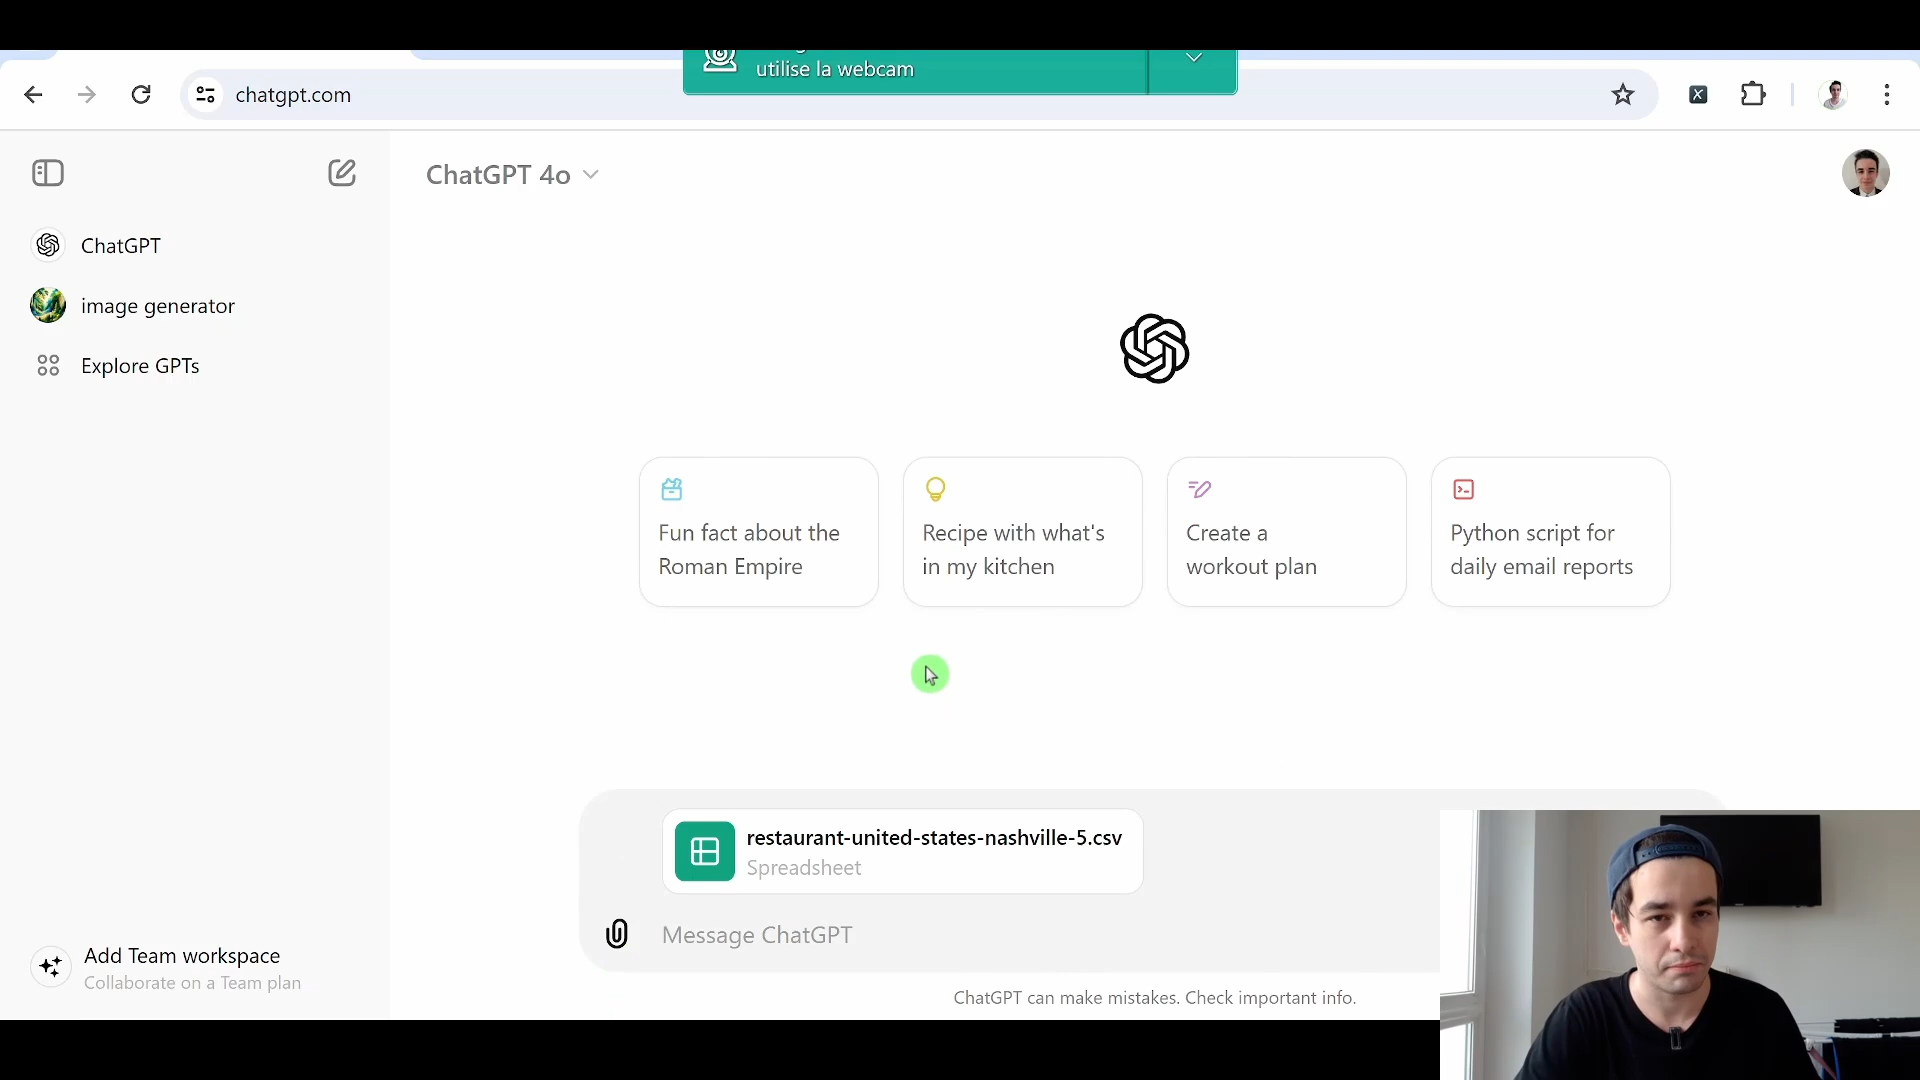 utilise la webcam
chatgpt.com
ChatGPT 4o
ChatGPT
image generator
Explore GPTs
Fun fact about the
Roman Empire
Recipe with what's
in my kitchen
Create a
workout plan
Python script for
daily email reports
restaurant-united-states-nashville-5.csv
Spreadsheet
Message ChatGPT
Add Team workspace
Collaborate on a Team plan
ChatGPT can make mistakes. Check important info.